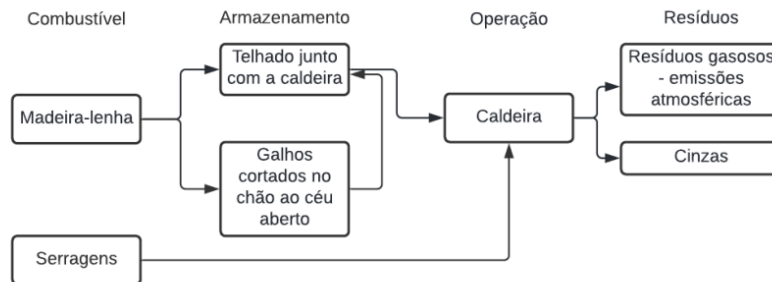 Combustível
Armazenamento
Operação
Resíduos
Madeira-lenha
Telhado junto
com a caldeira
Galhos
cortados no
chão ao céu
aberto
Caldeira
Resíduos gasosos
- emissões
atmosféricas
Cinzas
Serragens